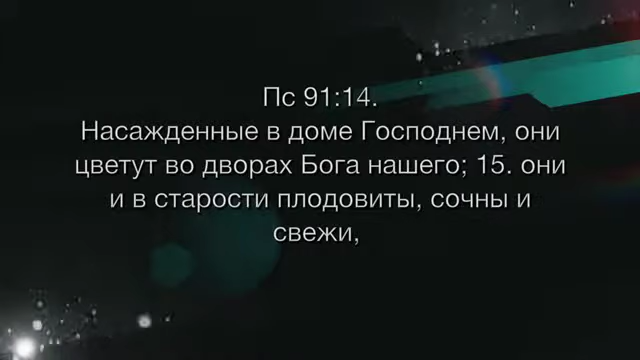 Пс 91:14.
Насажденные в доме Господнем, они
цветут во дворах Бога нашего; 15. они
и в старости плодовиты, сочны и
свежи,